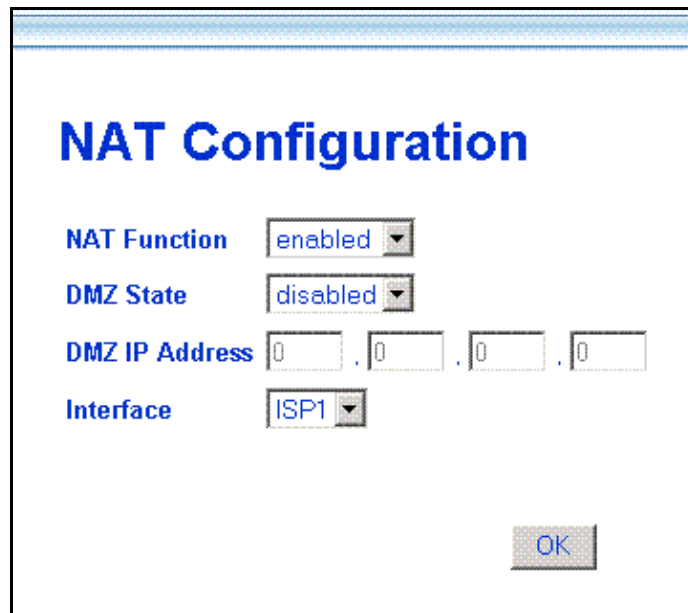 NAT Configuration
NAT Function enabled
DMZ State disabled
DMZ IP Address 0 . 0 . 0 . 0
Interface ISP1
OK